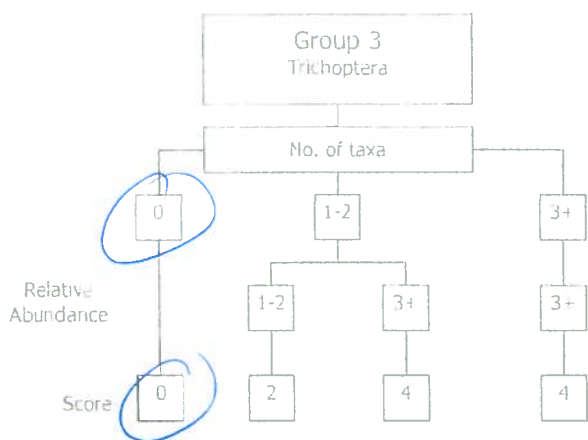 Group 3
Trichoptera
No. of taxa
0
1-2
3+
Relative
Abundance
1-2
3+
3+
Score
0
2
4
4